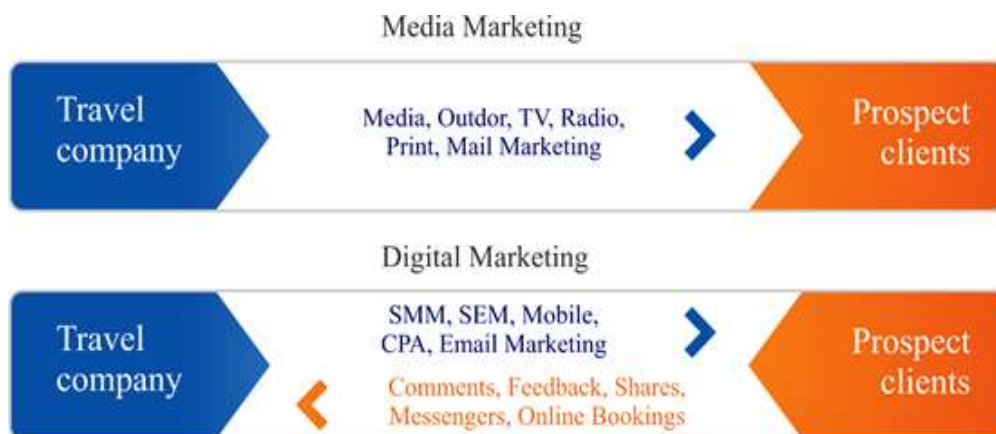 Media Marketing
Travel
company
Media, Outdor, TV, Radio,
Print, Mail Marketing
Prospect
clients
Digital Marketing
Travel
company
SMM, SEM, Mobile,
CPA, Email Marketing
Comments, Feedback, Shares,
Messengers, Online Bookings
Prospect
clients